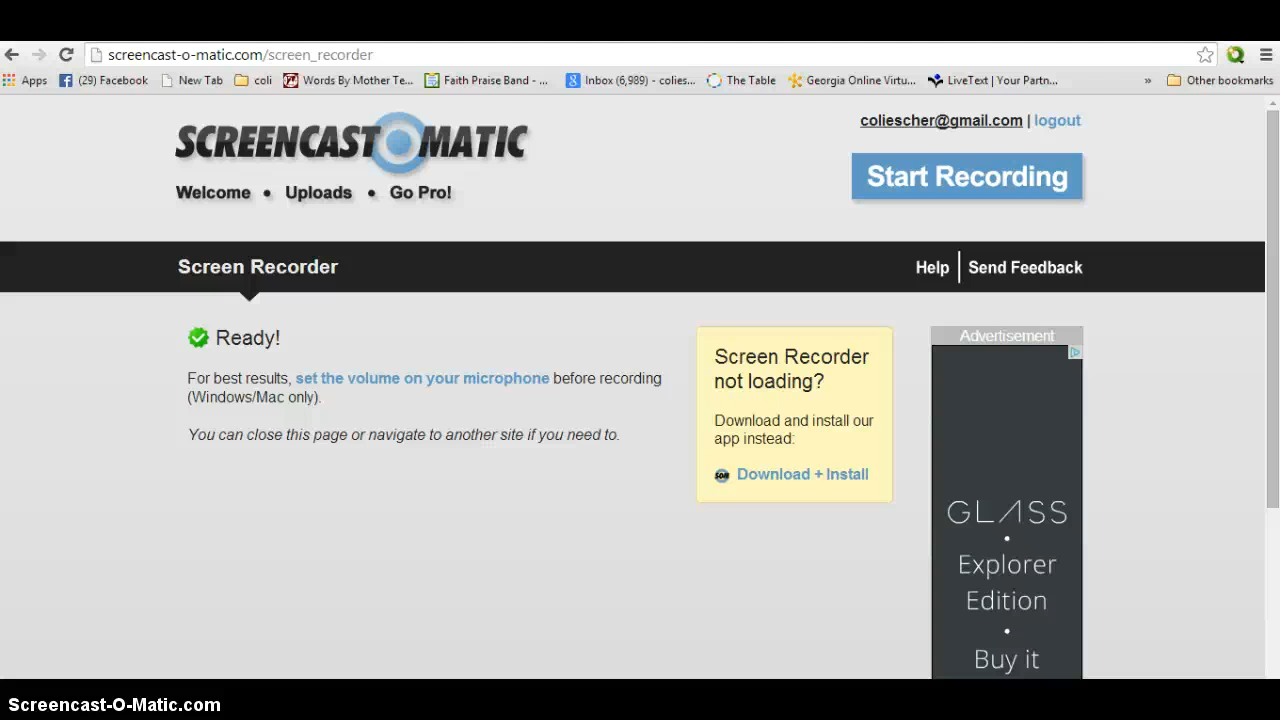 screencast-o-matic.com/screen_recorder
Apps (29) Facebook New Tab coli Words By Mother Te... Faith Praise Band - ... Inbox (6,989) - colies... The Table Georgia Online Virtu... LiveText | Your Partn... » Other bookmarks
SCREENCAST-O-MATIC
coliescher@gmail.com | logout
Start Recording
Welcome • Uploads • Go Pro!
Screen Recorder
Help | Send Feedback
Ready!
For best results, set the volume on your microphone before recording
(Windows/Mac only).
You can close this page or navigate to another site if you need to.
Screen Recorder
not loading?
Download and install our
app instead:
SOM Download + Install
Advertisement
GLASS
•
Explorer
Edition
•
Buy it
Screencast-O-Matic.com